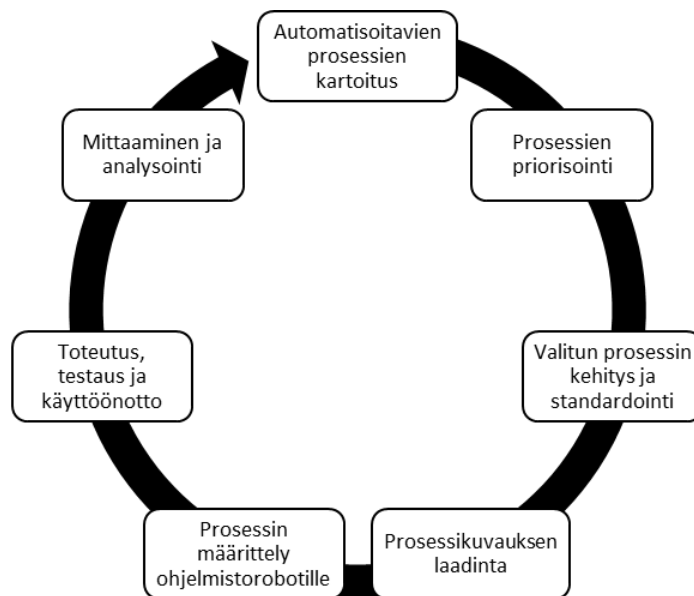 Automatisoitavien
prosessien
kartoitus
Prosessien
priorisointi
Valitun prosessin
kehitys ja
standardointi
Prosessikuvauksen
laadinta
Prosessin
määrittely
ohjelmistorobotille
Toteutus,
testaus ja
käyttöönotto
Mittaaminen ja
analysointi